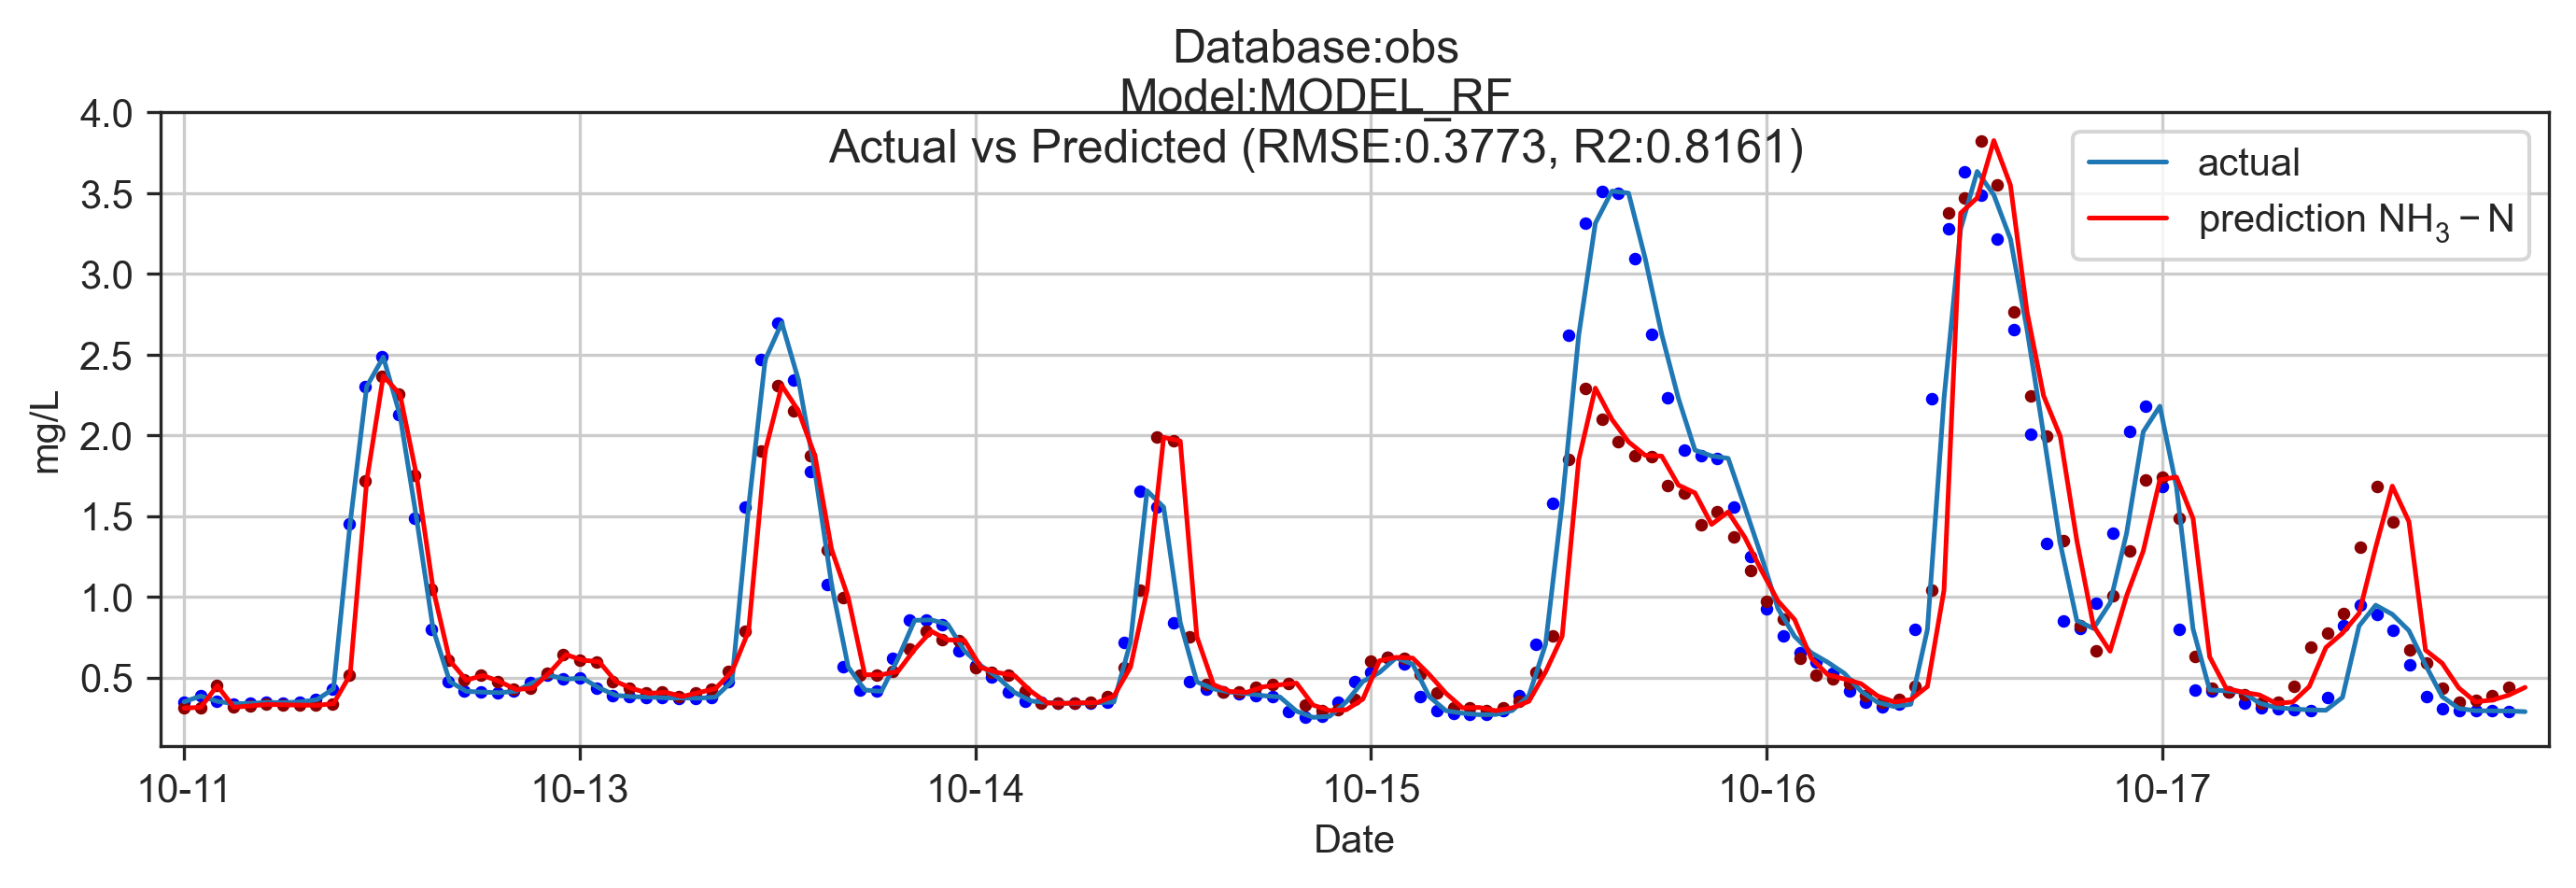 Database:obs
Model:MODEL_RF
Actual vs Predicted (RMSE:0.3773, R2:0.8161)
4.0
3.5
3.0
2.5
2.0
1.5
1.0
0.5
mg/L
actual
prediction NH₃ − N
10-11 10-13 10-14 10-15 10-16 10-17
Date